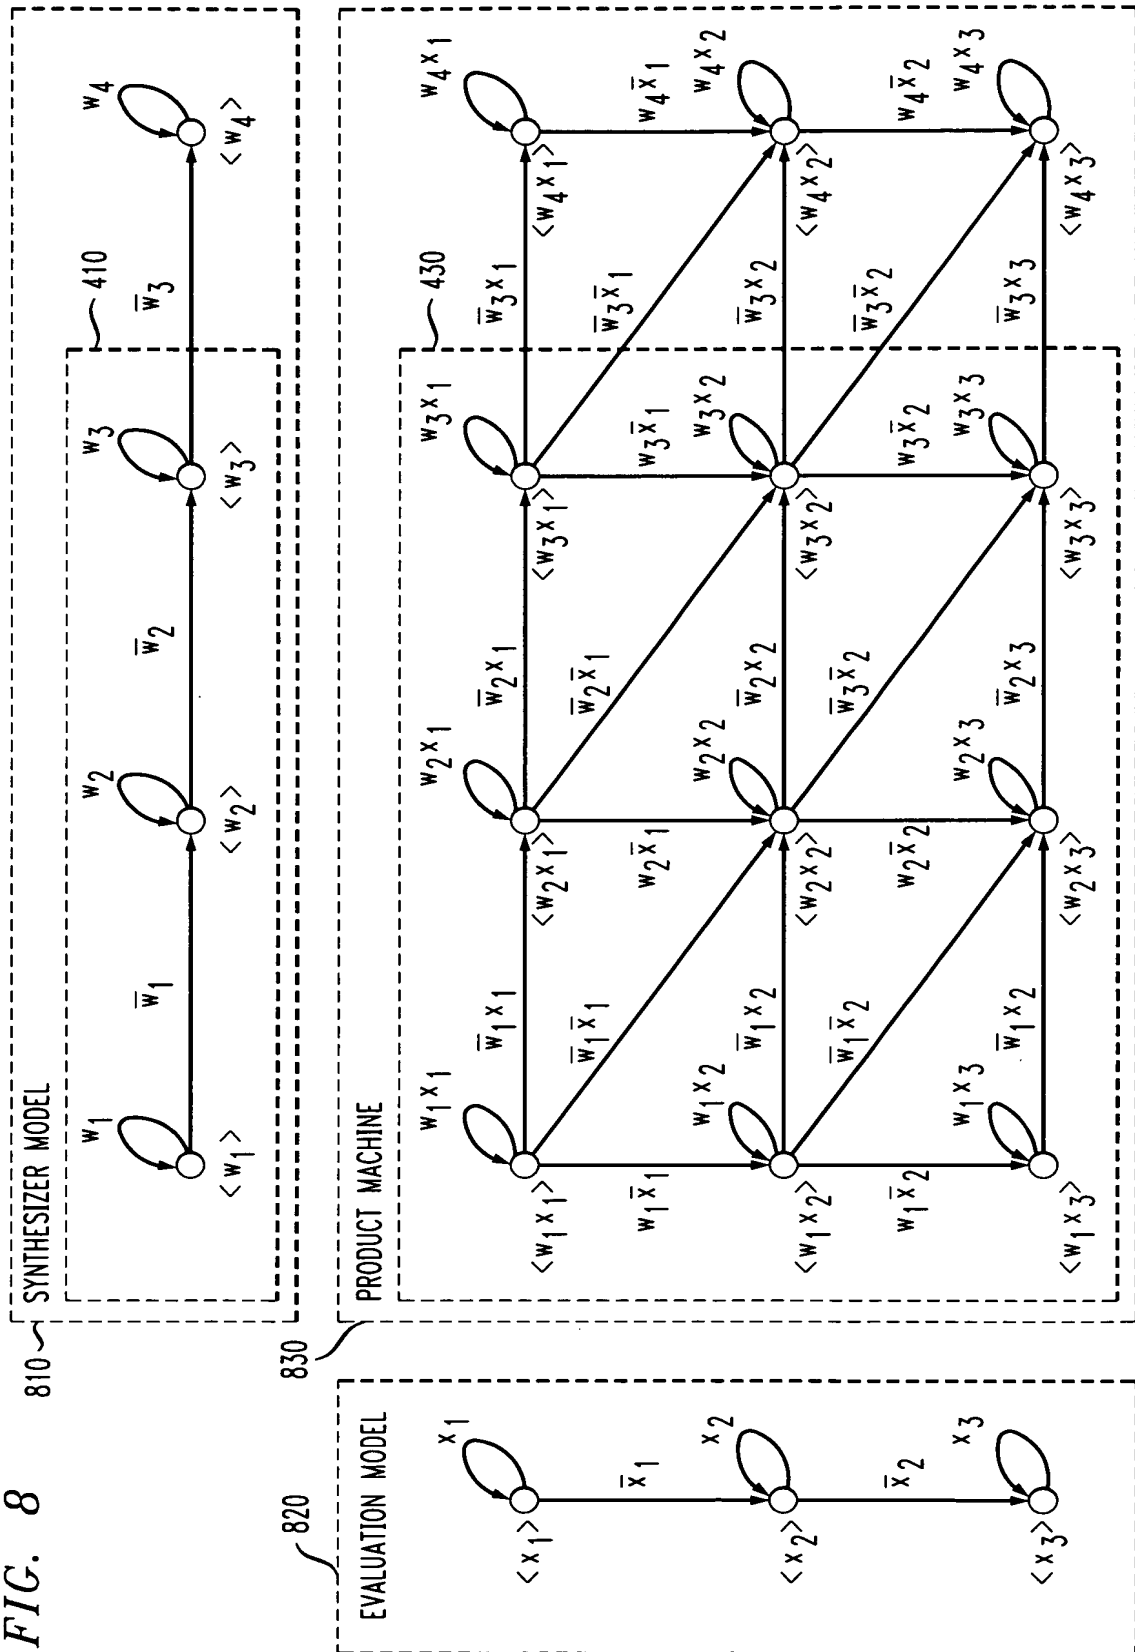 FIG. 8
810
SYNTHESIZER MODEL
w₁ w₂ w₃ w₄
w̄₁ w̄₂ w̄₃
410
<w₁> <w₂> <w₃> <w₄>
820
EVALUATION MODEL
x₁
<x₁>
x̄₁
x₂
<x₂>
x̄₂
x₃
<x₃>
830
PRODUCT MACHINE
430
w₁x₁ w₂x₁ w₃x₁ w₄x₁
w̄₁x₁ w̄₂x₁ w̄₃x₁
<w₁x₁> <w₂x₁> <w₃x₁> <w₄x₁>
w̄₁x̄₁ w̄₂x̄₁ w̄₃x̄₁
w₁x̄₁ w₂x̄₁ w₃x̄₁ w₄x̄₁
w₁x₂ w₂x₂ w₃x₂ w₄x₂
w̄₁x₂ w̄₂x₂ w̄₃x₂
<w₁x₂> <w₂x₂> <w₃x₂> <w₄x₂>
w̄₁x̄₂ w̄₃x̄₂ w̄₃x̄₂
w₁x̄₂ w₂x̄₂ w₃x̄₂ w₄x̄₂
w₁x₃ w₂x₃ w₃x₃ w₄x₃
w̄₁x₂ w̄₂x₃ w̄₃x₃
<w₁x₃> <w₂x₃> <w₃x₃> <w₄x₃>